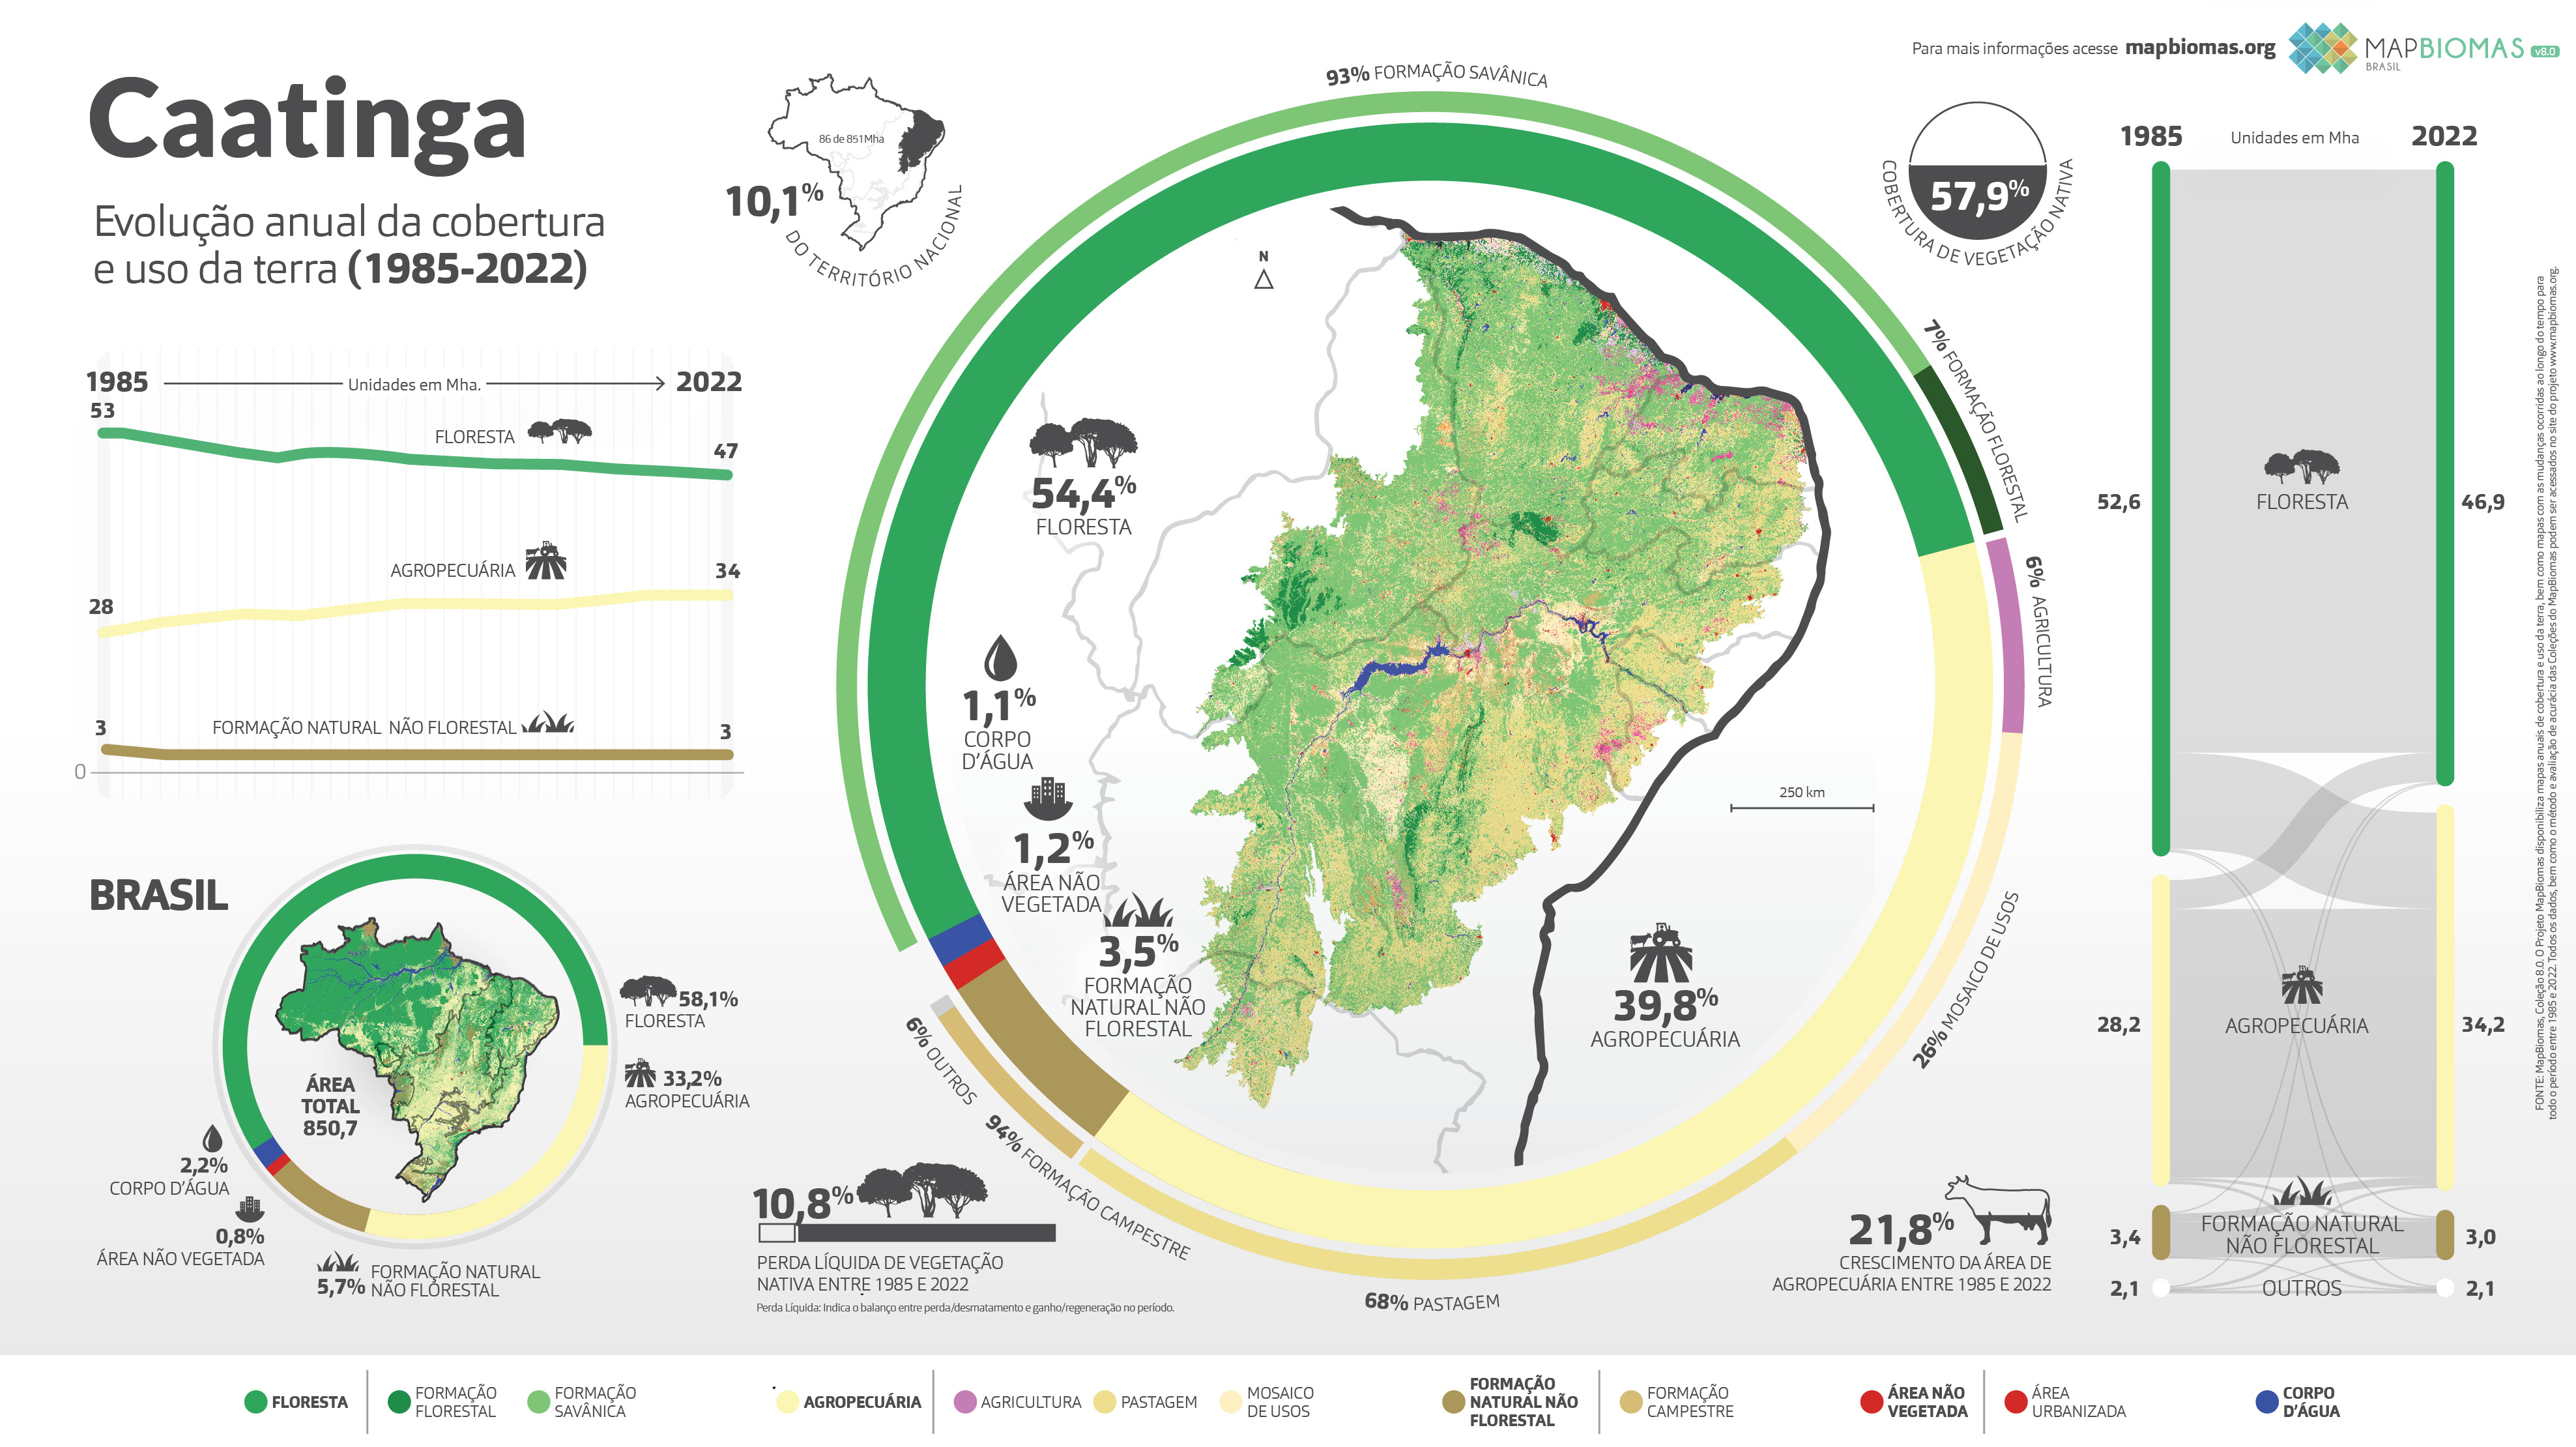 Caatinga
Evolução anual da cobertura
e uso da terra (1985-2022)
86 de 851Mha
10,1%
DO TERRITÓRIO NACIONAL
Para mais informações acesse mapbiomas.org
MAPBIOMAS v8.0
BRASIL
57,9%
COBERTURA DE VEGETAÇÃO NATIVA
1985 Unidades em Mha. 2022
53
FLORESTA
47
AGROPECUÁRIA
34
28
3
FORMAÇÃO NATURAL NÃO FLORESTAL
3
0
BRASIL
ÁREA
TOTAL
850,7
58,1%
FLORESTA
33,2%
AGROPECUÁRIA
2,2%
CORPO D'ÁGUA
0,8%
ÁREA NÃO VEGETADA
5,7%
FORMAÇÃO NATURAL
NÃO FLORESTAL
93% FORMAÇÃO SAVÂNICA
7% FORMAÇÃO FLORESTAL
6% AGRICULTURA
26% MOSAICO DE USOS
68% PASTAGEM
94% FORMAÇÃO CAMPESTRE
6% OUTROS
N
54,4%
FLORESTA
1,1%
CORPO
D'ÁGUA
1,2%
ÁREA NÃO
VEGETADA
3,5%
FORMAÇÃO
NATURAL NÃO
FLORESTAL
250 km
39,8%
AGROPECUÁRIA
10,8%
PERDA LÍQUIDA DE VEGETAÇÃO
NATIVA ENTRE 1985 E 2022
Perda Líquida: Indica o balanço entre perda/desmatamento e ganho/regeneração no período.
21,8%
CRESCIMENTO DA ÁREA DE
AGROPECUÁRIA ENTRE 1985 E 2022
1985 Unidades em Mha 2022
52,6
FLORESTA
46,9
28,2
AGROPECUÁRIA
34,2
3,4
FORMAÇÃO NATURAL
NÃO FLORESTAL
3,0
2,1
OUTROS
2,1
FONTE: MapBiomas, Coleção 8.0. O Projeto MapBiomas disponibiliza mapas anuais de cobertura e uso da terra, bem como mapas com as mudanças ocorridas ao longo do tempo para
todo o período entre 1985 e 2022. Todos os dados, bem como o método e avaliação de acurácia das Coleções do MapBiomas podem ser acessados no site do projeto www.mapbiomas.org.
FLORESTA
FORMAÇÃO
FLORESTAL
FORMAÇÃO
SAVÂNICA
AGROPECUÁRIA
AGRICULTURA
PASTAGEM
MOSAICO
DE USOS
FORMAÇÃO
NATURAL NÃO
FLORESTAL
FORMAÇÃO
CAMPESTRE
ÁREA NÃO
VEGETADA
ÁREA
URBANIZADA
CORPO
D'ÁGUA